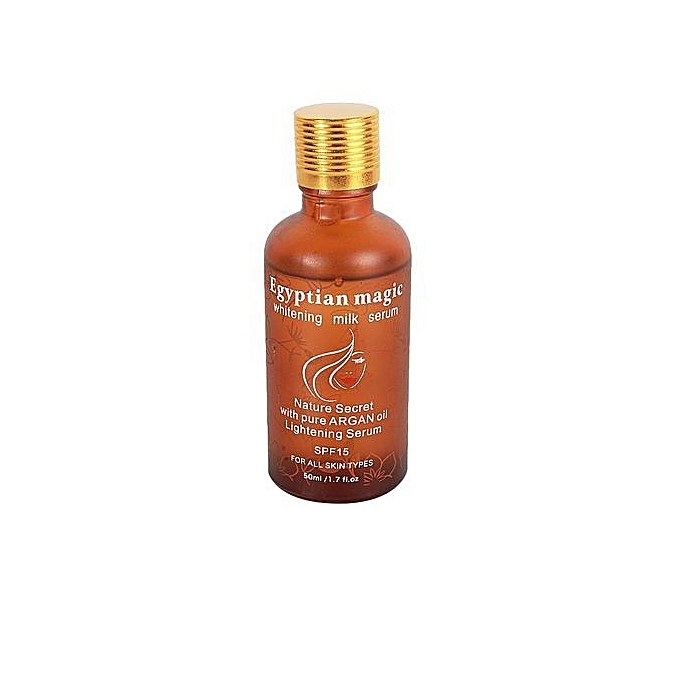 Egyptian magic
whitening milk serum
Nature Secret
with pure ARGAN oil
Lightening Serum
SPF15
FOR ALL SKIN TYPES
50ml /1.7 fl.oz